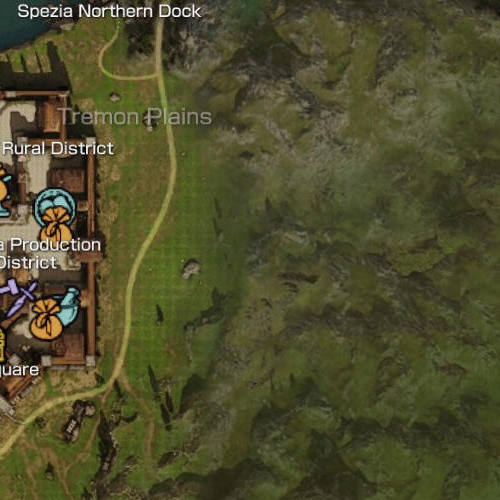 Spezia Northern Dock
Tremon Plains
Rural District
a Production
District
quare